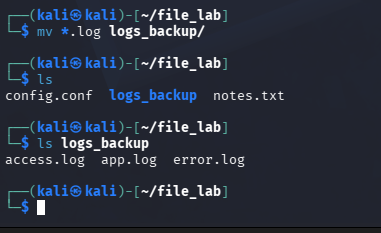 ┌──(kali㉿kali)-[~/file_lab]
└─$ mv *.log logs_backup/
┌──(kali㉿kali)-[~/file_lab]
└─$ ls
config.conf  logs_backup  notes.txt
┌──(kali㉿kali)-[~/file_lab]
└─$ ls logs_backup
access.log  app.log  error.log
┌──(kali㉿kali)-[~/file_lab]
└─$